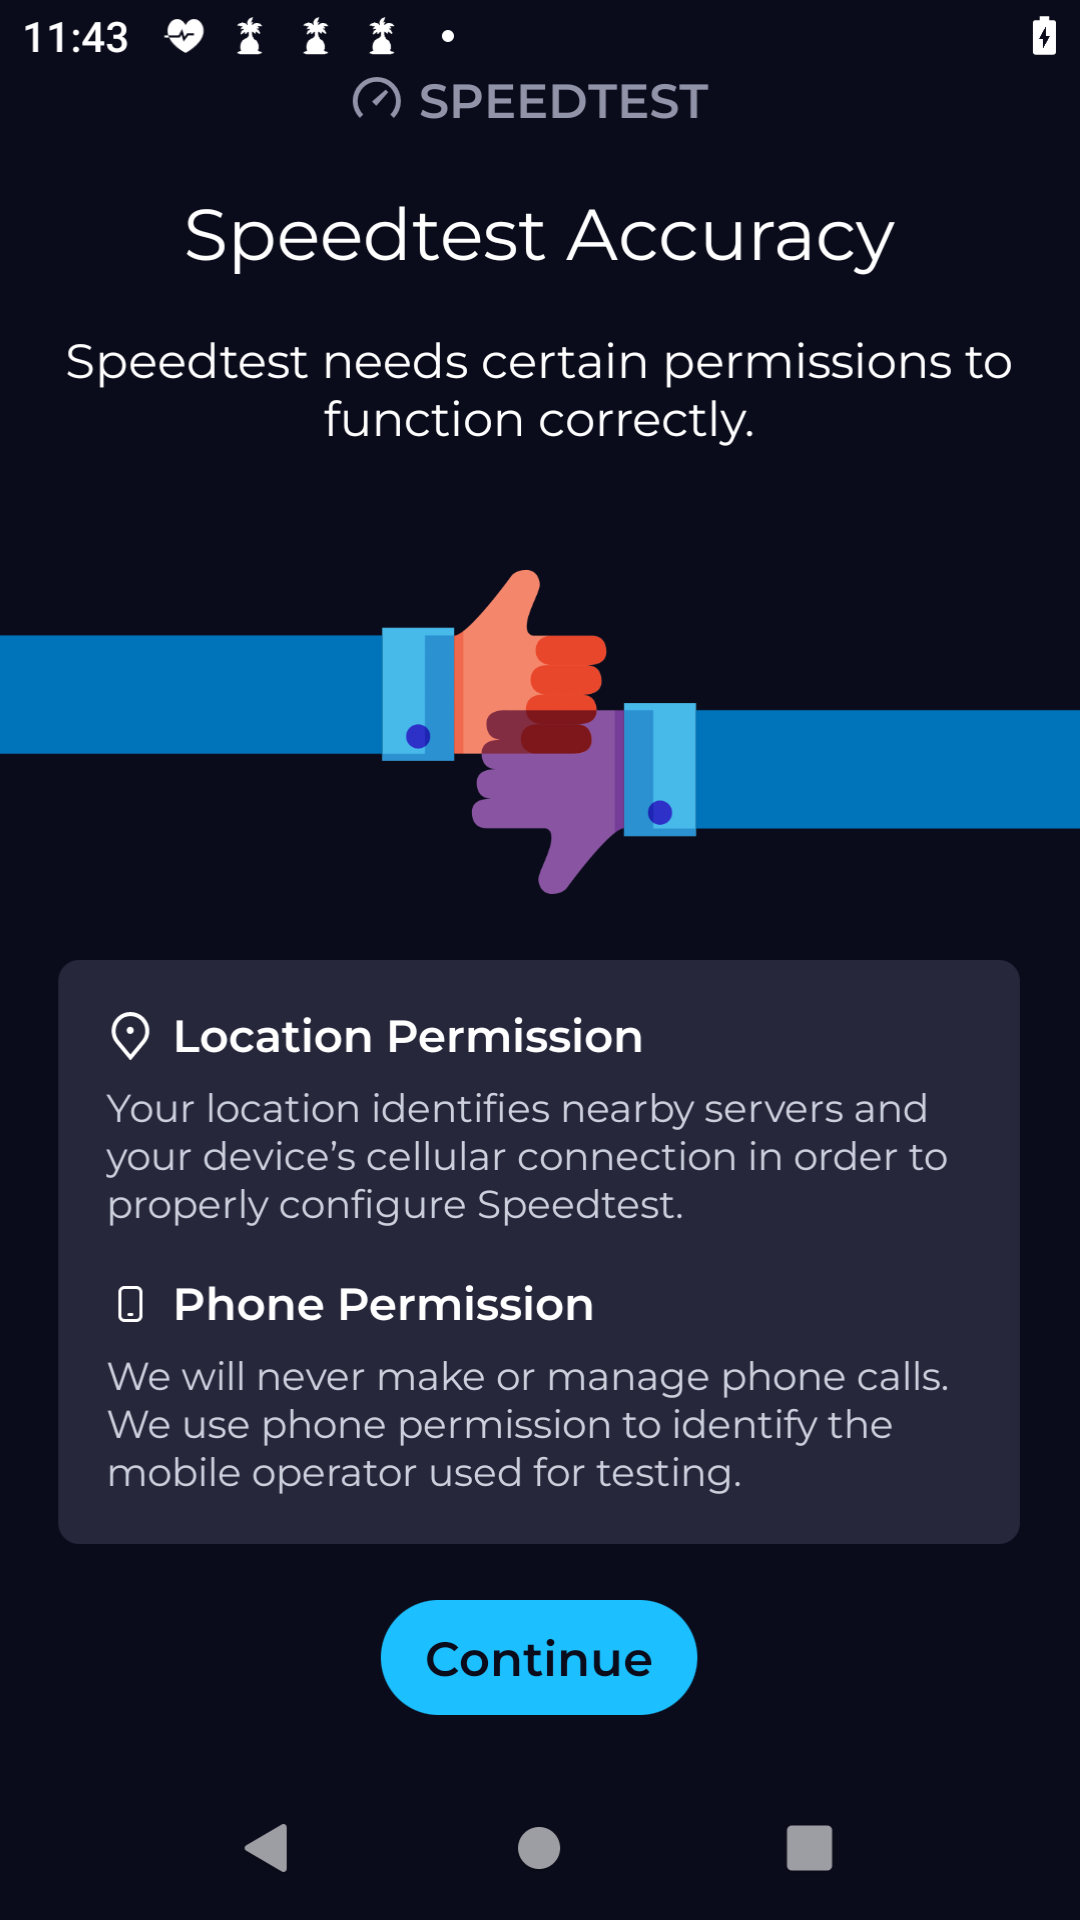 11:43
SPEEDTEST
Speedtest Accuracy
Speedtest needs certain permissions to
function correctly.
Location Permission
Your location identifies nearby servers and
your device’s cellular connection in order to
properly configure Speedtest.
Phone Permission
We will never make or manage phone calls.
We use phone permission to identify the
mobile operator used for testing.
Continue